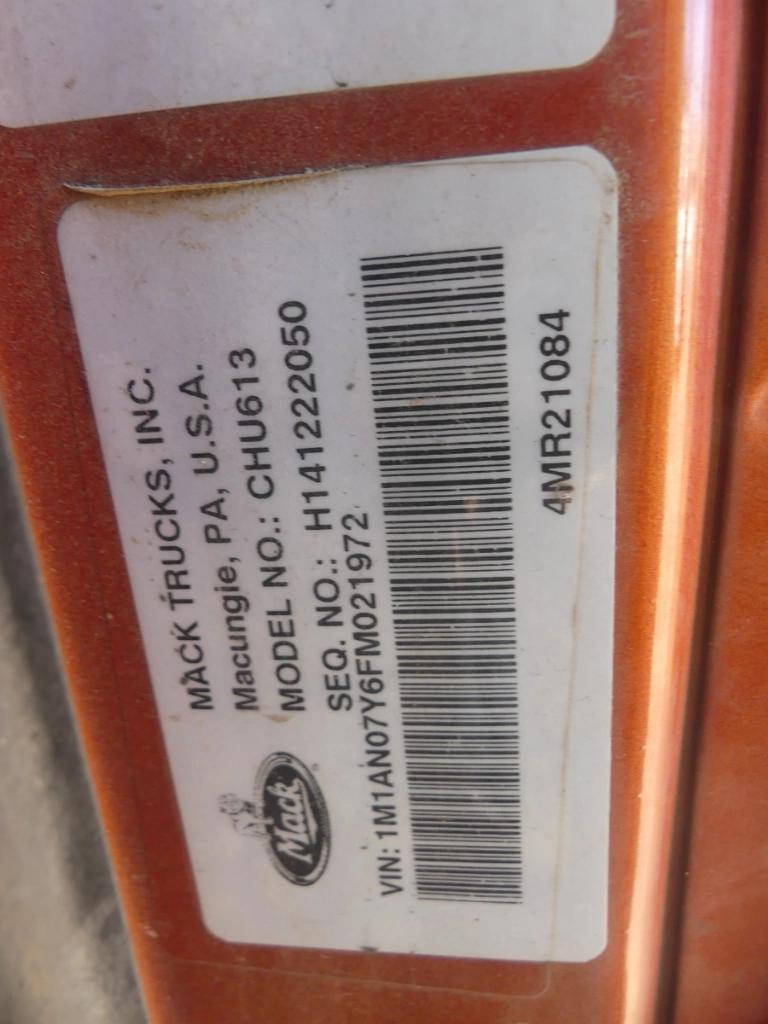 MACK TRUCKS, INC.
Macungie, PA, U.S.A.
MODEL NO.: CHU613
SEQ. NO.: H141222050
Mack
®
VIN: 1M1AN07Y6FM021972
4MR21084